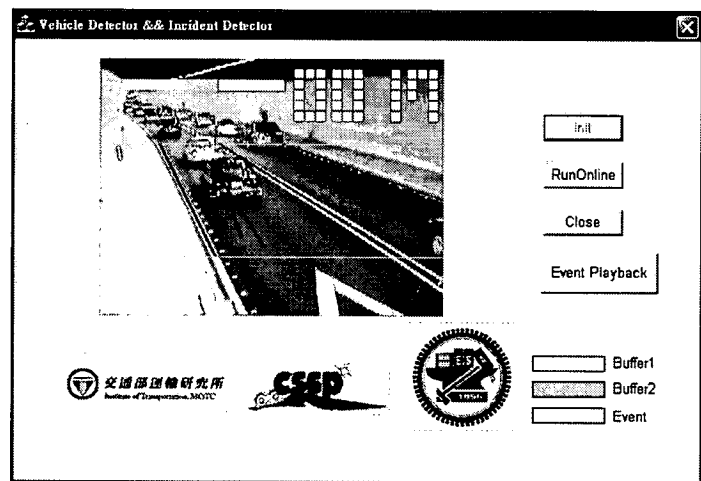 Vehicle Detector && Incident Detector
Init
RunOnline
Close
Event Playback
交通部運輸研究所
Institute of Transportation, MOTC
cssp
Buffer1
Buffer2
Event